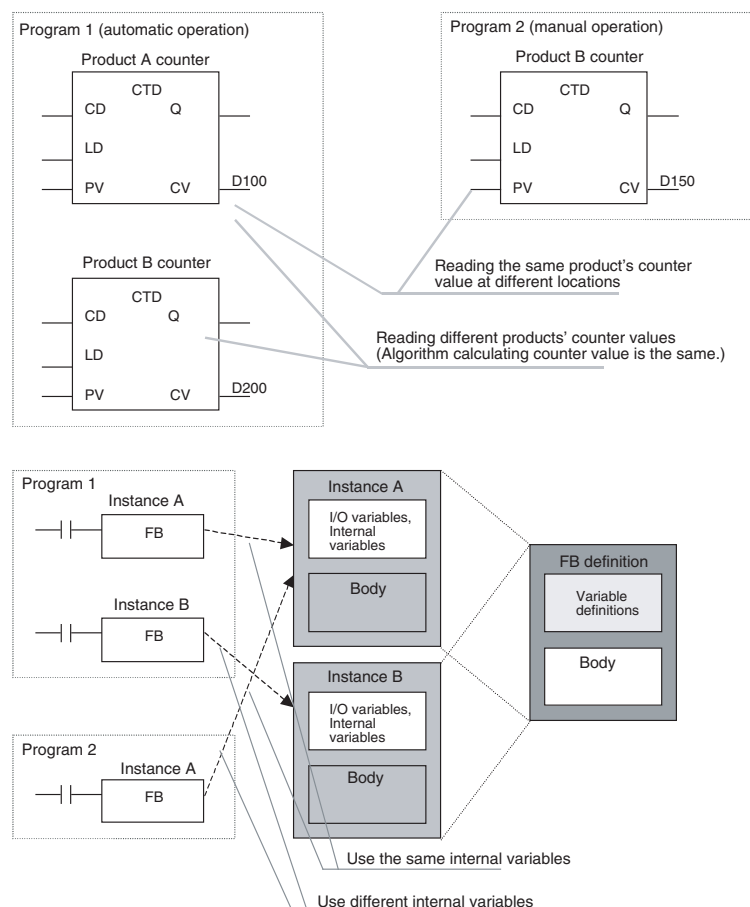 Program 1 (automatic operation)
Product A counter
CTD
CD Q
LD
PV CV D100
Product B counter
CTD
CD Q
LD
PV CV D200
Program 2 (manual operation)
Product B counter
CTD
CD Q
LD
PV CV D150
Reading the same product's counter
value at different locations
Reading different products' counter values
(Algorithm calculating counter value is the same.)
Program 1
Instance A
FB
Instance B
FB
Program 2
Instance A
FB
Instance A
I/O variables,
Internal
variables
Body
Instance B
I/O variables,
Internal
variables
Body
FB definition
Variable
definitions
Body
Use the same internal variables
Use different internal variables